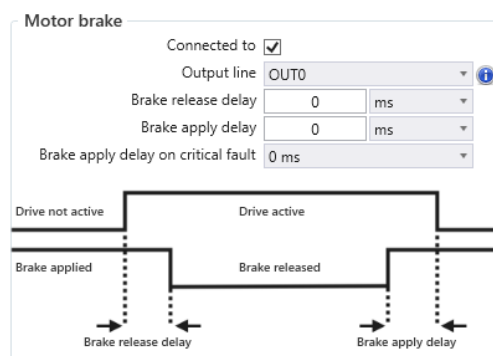 Motor brake
Connected to
Output line OUT0
Brake release delay 0 ms
Brake apply delay 0 ms
Brake apply delay on critical fault 0 ms
Drive not active Drive active
Brake applied Brake released
Brake release delay Brake apply delay